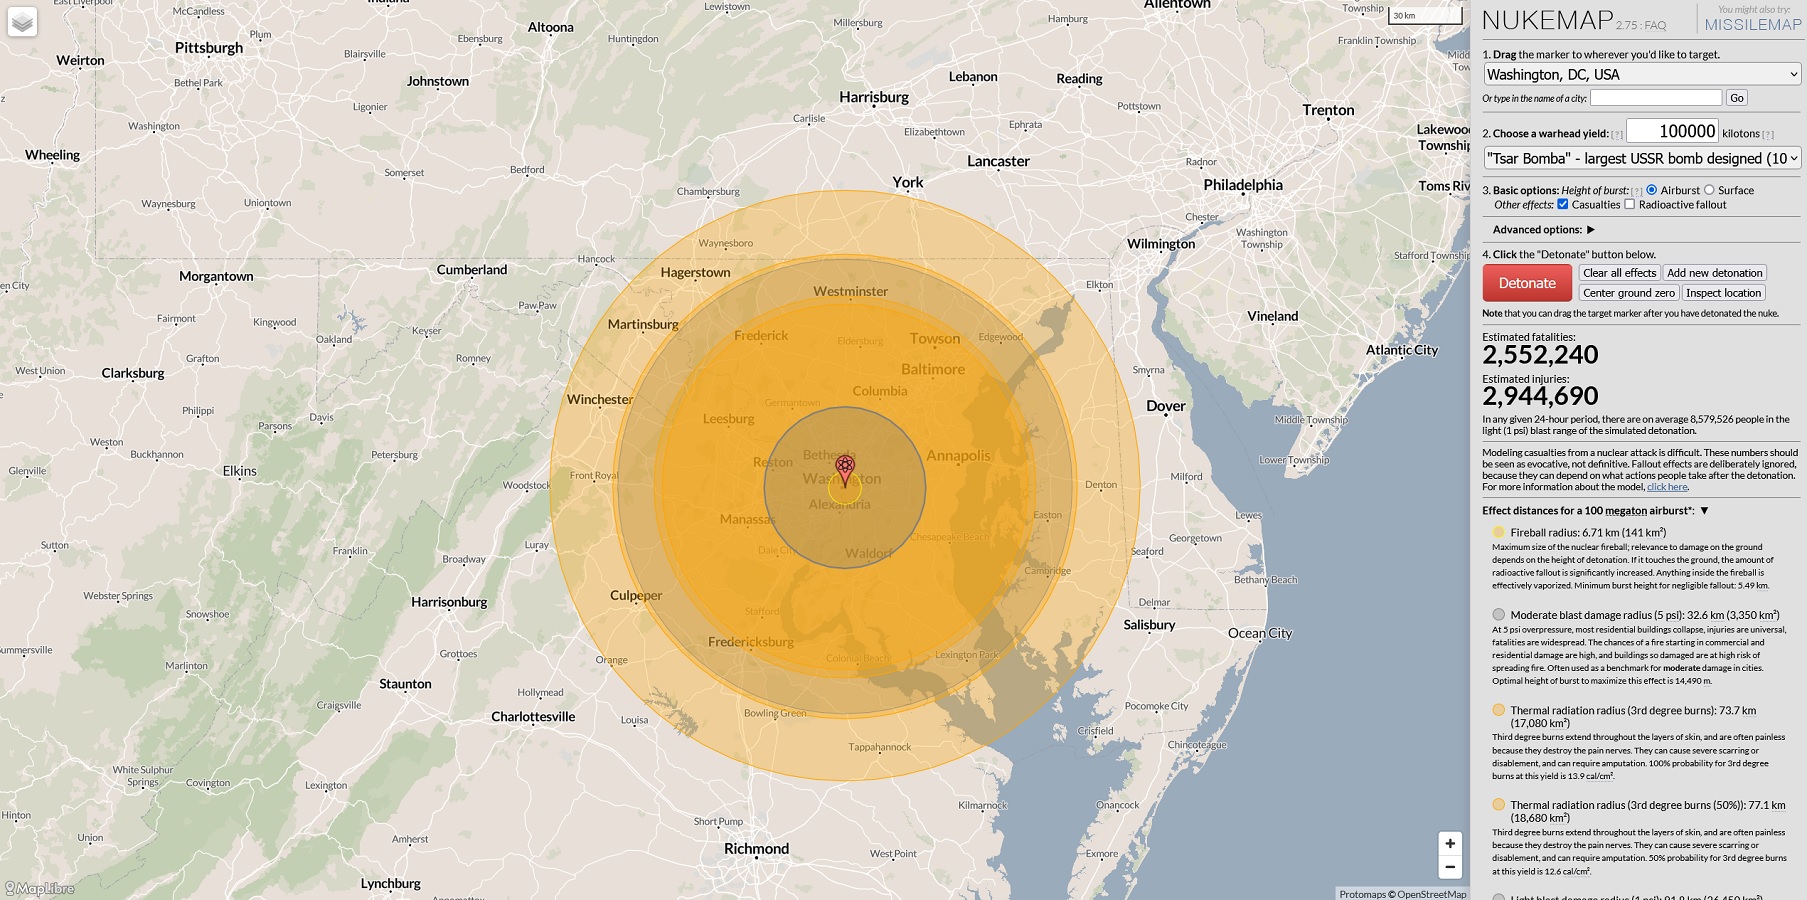 Indiana
McCandless
Lewistown
Allentown
Township
30 km
East Liverpool
Altoona
Plum
Ebensburg
Huntingdon
Millersburg
Hamburg
Pittsburgh
Blairsville
Franklin Township
Weirton
Bethel Park
Johnstown
Lebanon
Reading
Harrisburg
Ligonier
Pottstown
Trenton
Washington
Carlisle
Elizabethtown
Ephrata
Lakewood
Township
Wheeling
Lancaster
Radnor
Somerset
Bedford
York
Philadelphia
Toms Riv
Chambersburg
Waynesburg
Uniontown
Chester
Washington
Township
Waynesboro
Wilmington
Stafford Township
Hancock
Cumberland
Hagerstown
Morgantown
Elkton
Westminster
Paw Paw
Vineland
Fairmont
Kingwood
Martinsburg
Keyser
Frederick
Towson
Edgewood
Oakland
Eldersburg
Grafton
Romney
Atlantic City
West Union
Clarksburg
Baltimore
Smyrna
Columbia
Winchester
Germantown
Dover
Philippi
Davis
Leesburg
Parsons
Middle Township
Weston
Buckhannon
Petersburg
Bethesda
Annapolis
Reston
Lower Township
Glenville
Elkins
Front Royal
Washington
Milford
Woodstock
Denton
Alexandria
Manassas
Easton
Lewes
Sutton
Franklin
Luray
Dale City
Waldorf
Chesapeake Beach
Georgetown
Broadway
Seaford
Cambridge
Bethany Beach
Webster Springs
Culpeper
Harrisonburg
Delmar
Snowshoe
Stafford
Salisbury
Ocean City
Fredericksburg
Summersville
Grottoes
Orange
Colonial Beach
Lexington Park
Marlinton
Staunton
Hollymead
Craigsville
Charlottesville
Louisa
Bowling Green
Pocomoke City
Crisfield
Tappahannock
Chincoteague
White Sulphur
Springs
Covington
Lexington
Kilmarnock
Onancock
Hinton
Short Pump
Union
Amherst
Richmond
West Point
Exmore
Lynchburg
MapLibre
+
−
Protomaps © OpenStreetMap
NUKEMAP 2.75 : FAQ
You might also try:
MISSILEMAP
1. Drag the marker to wherever you'd like to target.
Washington, DC, USA
Or type in the name of a city:
Go
2. Choose a warhead yield: [?] 100000 kilotons [?]
"Tsar Bomba" - largest USSR bomb designed (10
3. Basic options: Height of burst: [?] Airburst Surface
Other effects: Casualties Radioactive fallout
Advanced options: ▶
4. Click the "Detonate" button below.
Detonate
Clear all effects Add new detonation
Center ground zero Inspect location
Note that you can drag the target marker after you have detonated the nuke.
Estimated fatalities:
2,552,240
Estimated injuries:
2,944,690
In any given 24-hour period, there are on average 8,579,526 people in the
light (1 psi) blast range of the simulated detonation.
Modeling casualties from a nuclear attack is difficult. These numbers should
be seen as evocative, not definitive. Fallout effects are deliberately ignored,
because they can depend on what actions people take after the detonation.
For more information about the model, click here.
Effect distances for a 100 megaton airburst*: ▼
Fireball radius: 6.71 km (141 km²)
Maximum size of the nuclear fireball; relevance to damage on the ground
depends on the height of detonation. If it touches the ground, the amount of
radioactive fallout is significantly increased. Anything inside the fireball is
effectively vaporized. Minimum burst height for negligible fallout: 5.49 km.
Moderate blast damage radius (5 psi): 32.6 km (3,350 km²)
At 5 psi overpressure, most residential buildings collapse, injuries are universal,
fatalities are widespread. The chances of a fire starting in commercial and
residential damage are high, and buildings so damaged are at high risk of
spreading fire. Often used as a benchmark for moderate damage in cities.
Optimal height of burst to maximize this effect is 14,490 m.
Thermal radiation radius (3rd degree burns): 73.7 km
(17,080 km²)
Third degree burns extend throughout the layers of skin, and are often painless
because they destroy the pain nerves. They can cause severe scarring or
disablement, and can require amputation. 100% probability for 3rd degree
burns at this yield is 13.9 cal/cm².
Thermal radiation radius (3rd degree burns (50%)): 77.1 km
(18,680 km²)
Third degree burns extend throughout the layers of skin, and are often painless
because they destroy the pain nerves. They can cause severe scarring or
disablement, and can require amputation. 50% probability for 3rd degree burns
at this yield is 12.6 cal/cm².
Light blast damage radius (1 psi): 91.8 km (26,450 km²)